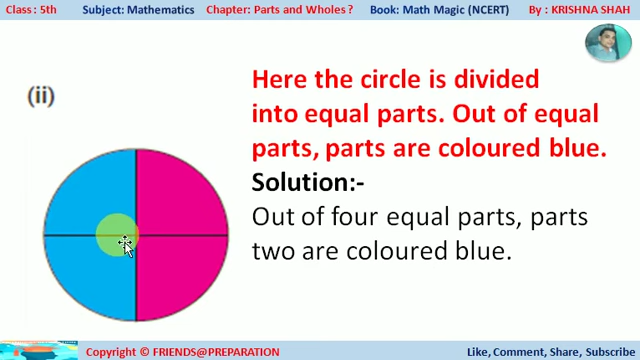 Class : 5th Subject: Mathematics Chapter: Parts and Wholes ? Book: Math Magic (NCERT) By : KRISHNA SHAH
(ii)
Here the circle is divided
into equal parts. Out of equal
parts, parts are coloured blue.
Solution:-
Out of four equal parts, parts
two are coloured blue.
Copyright © FRIENDS@PREPARATION Like, Comment, Share, Subscribe